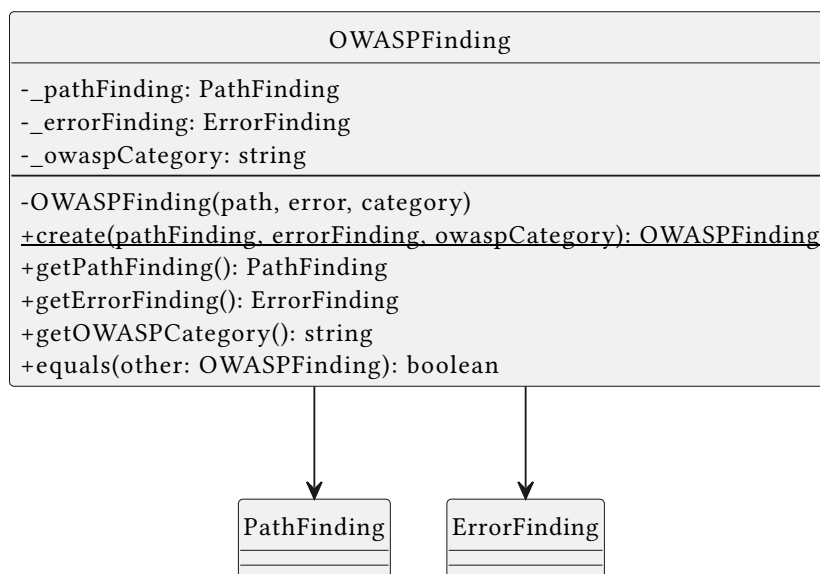 OWASPFinding
-_pathFinding: PathFinding
-_errorFinding: ErrorFinding
-_owaspCategory: string
-OWASPFinding(path, error, category)
+create(pathFinding, errorFinding, owaspCategory): OWASPFinding
+getPathFinding(): PathFinding
+getErrorFinding(): ErrorFinding
+getOWASPCategory(): string
+equals(other: OWASPFinding): boolean
PathFinding
ErrorFinding